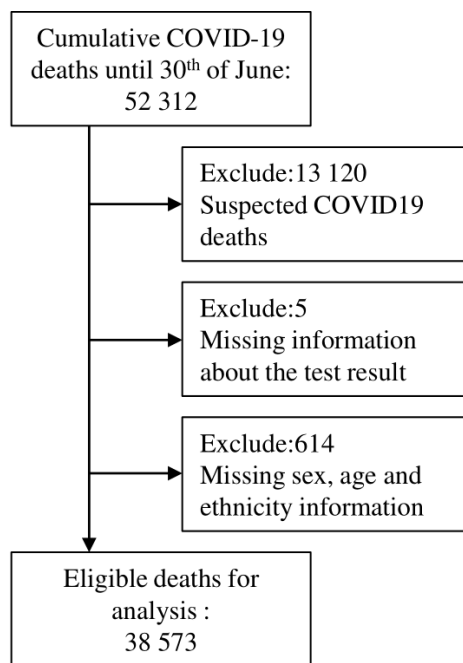 Cumulative COVID-19
deaths until 30th of June:
52 312
Exclude:13 120
Suspected COVID19
deaths
Exclude:5
Missing information
about the test result
Exclude:614
Missing sex, age and
ethnicity information
Eligible deaths for
analysis :
38 573